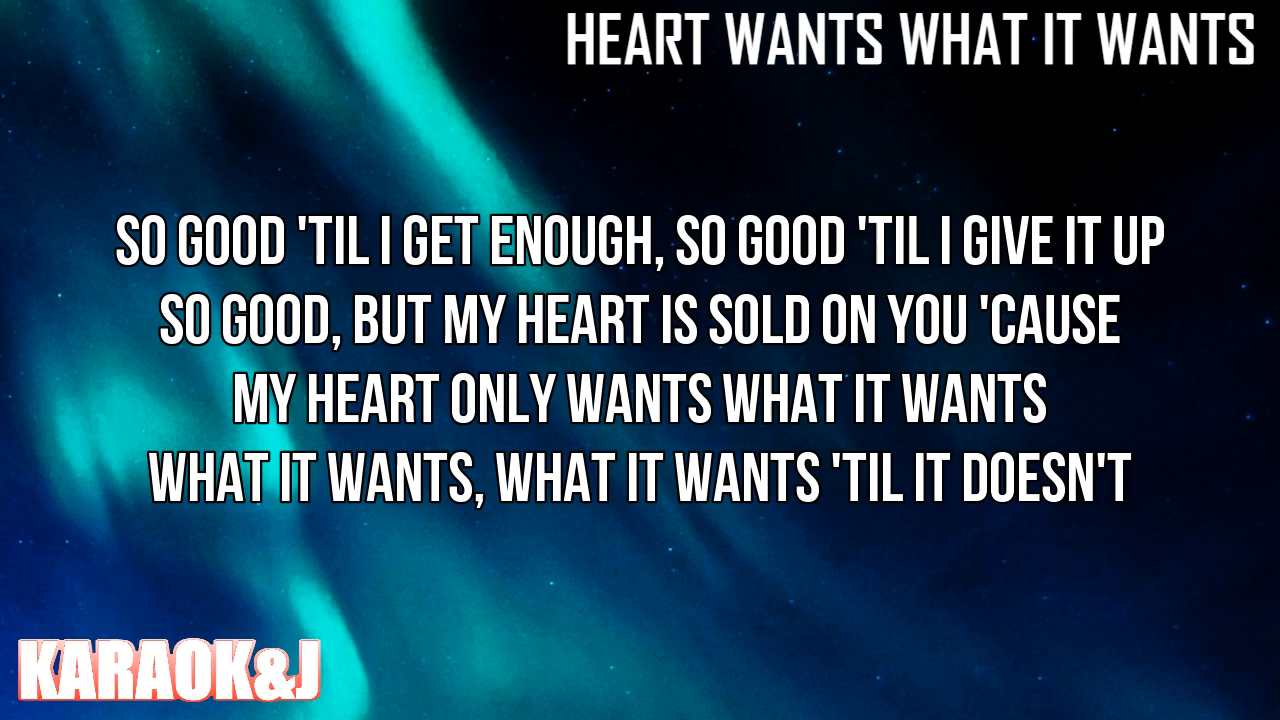 HEART WANTS WHAT IT WANTS
SO GOOD 'TIL I GET ENOUGH, SO GOOD 'TIL I GIVE IT UP
SO GOOD, BUT MY HEART IS SOLD ON YOU 'CAUSE
MY HEART ONLY WANTS WHAT IT WANTS
WHAT IT WANTS, WHAT IT WANTS 'TIL IT DOESN'T
KARAOK&J